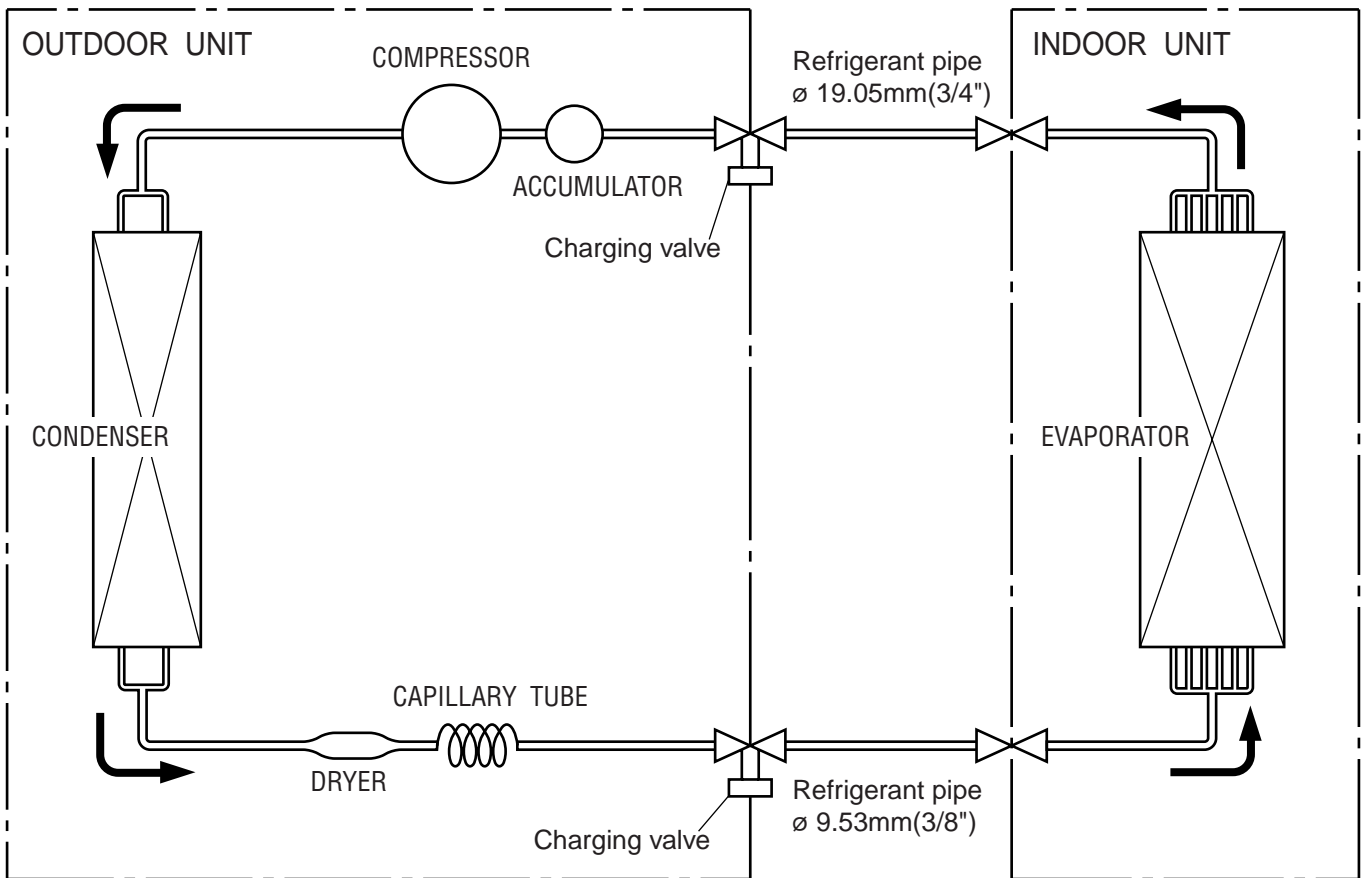 OUTDOOR UNIT
INDOOR UNIT
COMPRESSOR
Refrigerant pipe
ø 19.05mm(3/4")
ACCUMULATOR
Charging valve
CONDENSER
EVAPORATOR
CAPILLARY TUBE
DRYER
Refrigerant pipe
ø 9.53mm(3/8")
Charging valve